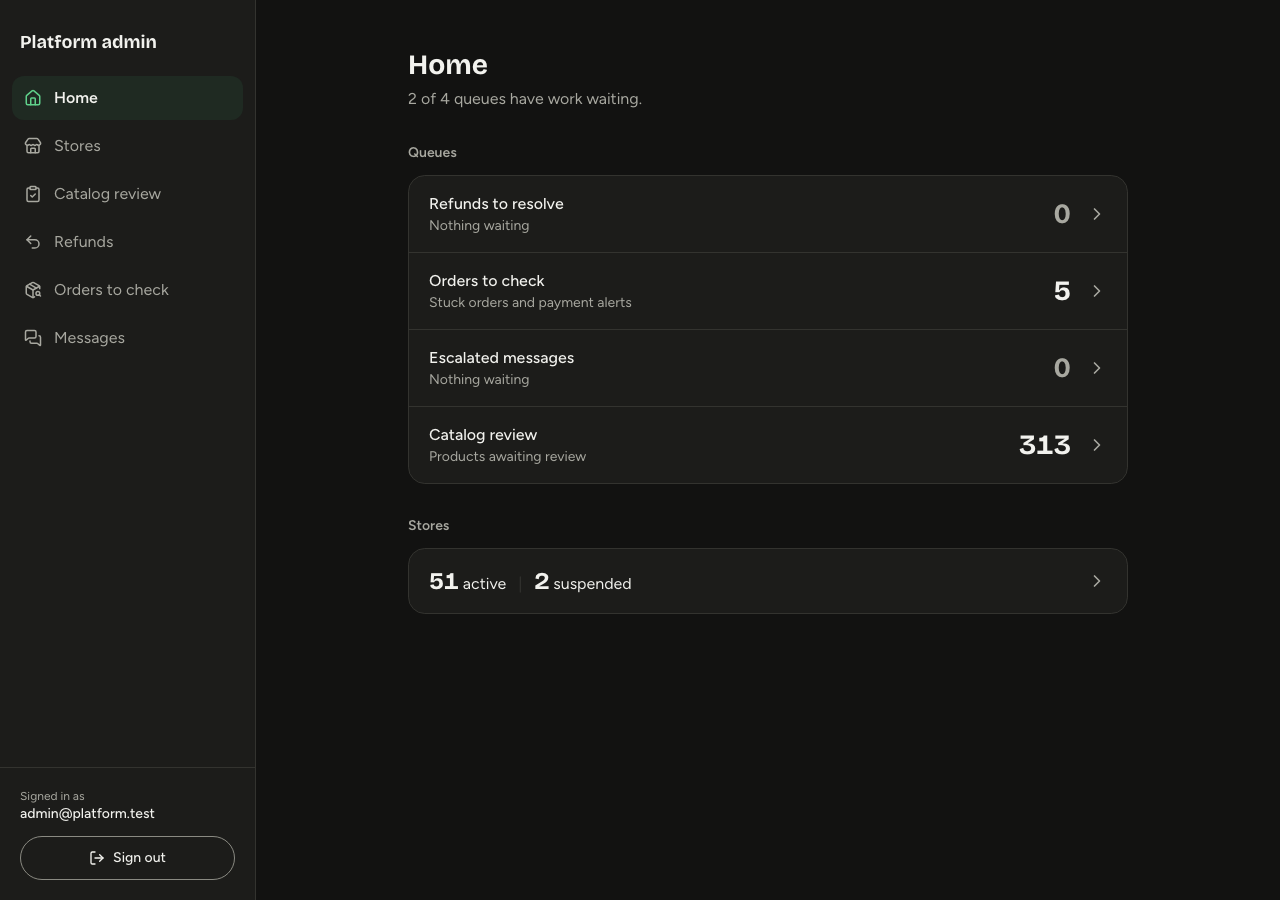 Platform admin
Home
Stores
Catalog review
Refunds
Orders to check
Messages
Signed in as
admin@platform.test
Sign out
Home
2 of 4 queues have work waiting.
Queues
Refunds to resolve
Nothing waiting
0
Orders to check
Stuck orders and payment alerts
5
Escalated messages
Nothing waiting
0
Catalog review
Products awaiting review
313
Stores
51 active 2 suspended